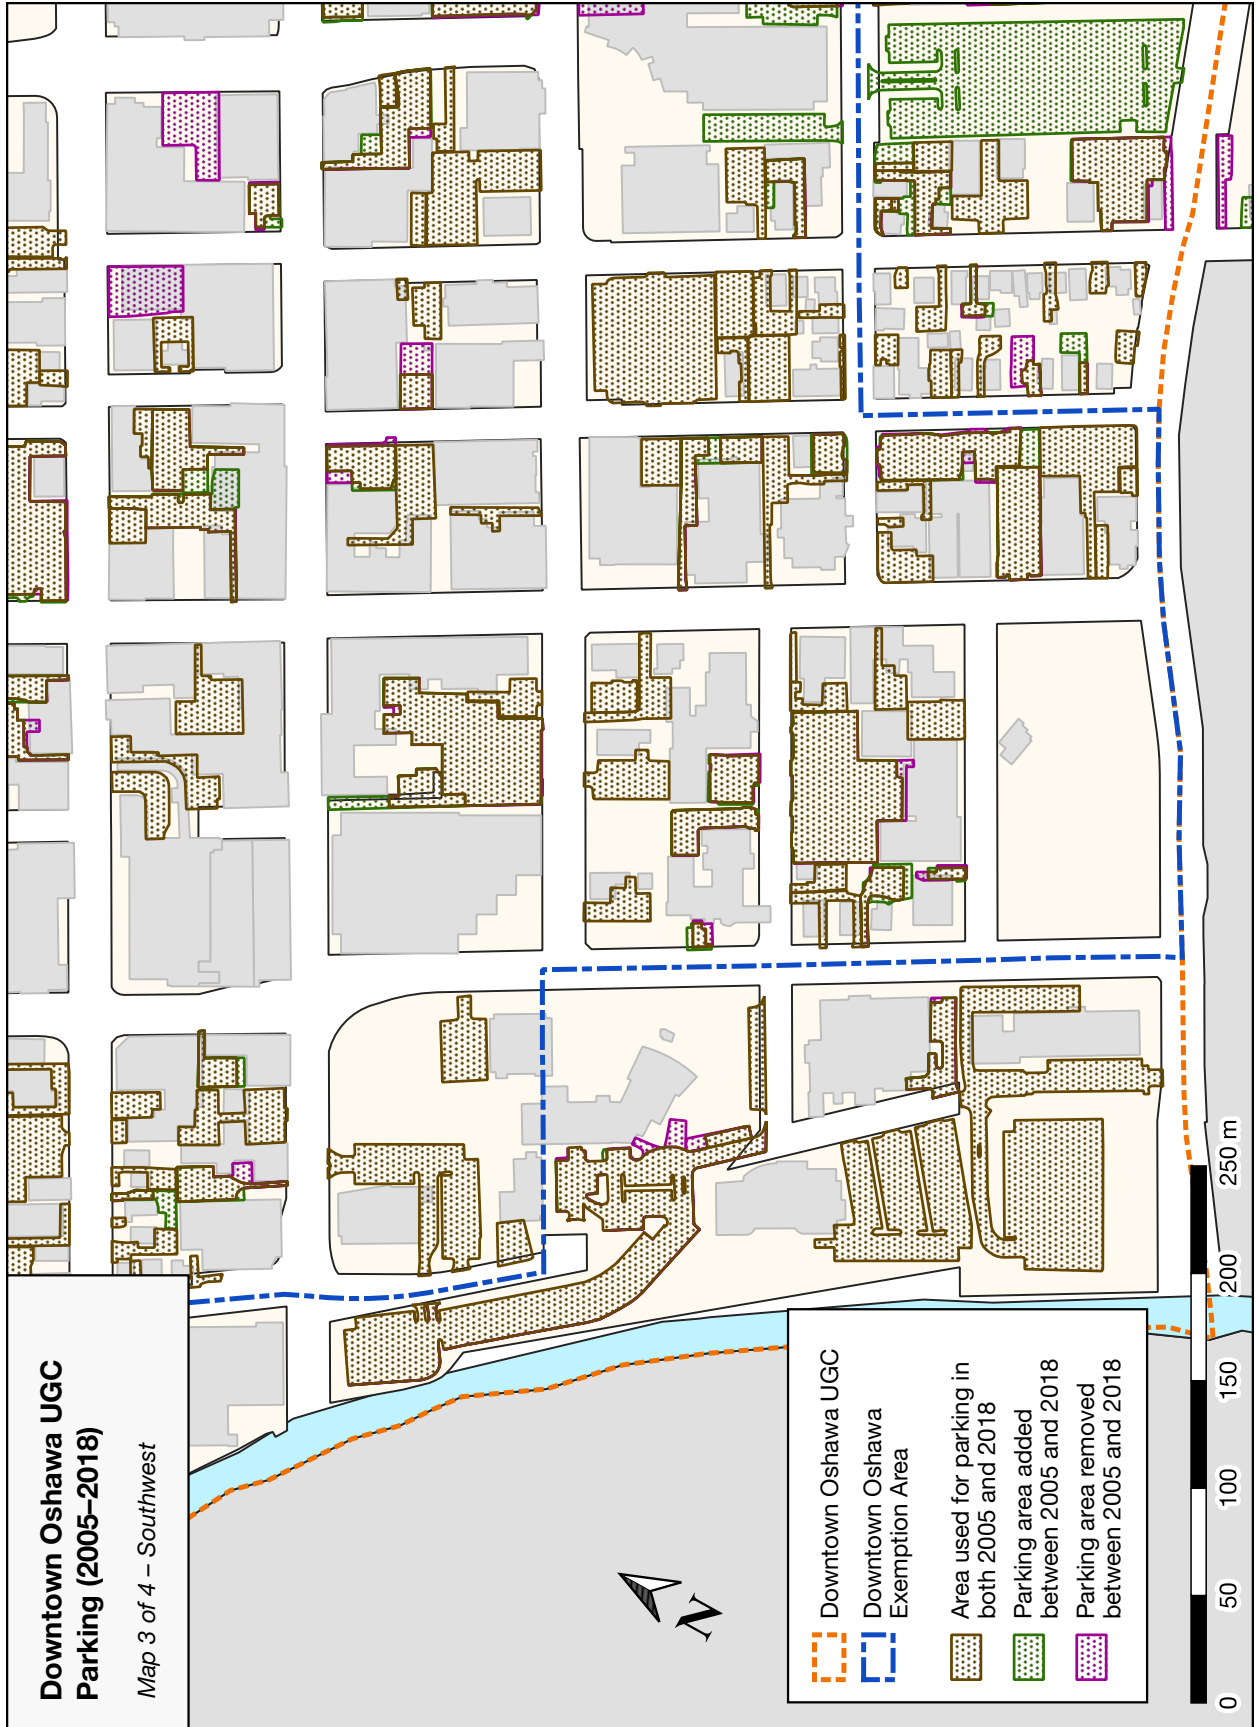 Downtown Oshawa UGC
Parking (2005–2018)
Map 3 of 4 – Southwest
N
Downtown Oshawa UGC
Downtown Oshawa
Exemption Area
Area used for parking in
both 2005 and 2018
Parking area added
between 2005 and 2018
Parking area removed
between 2005 and 2018
0 50 100 150 200 250 m